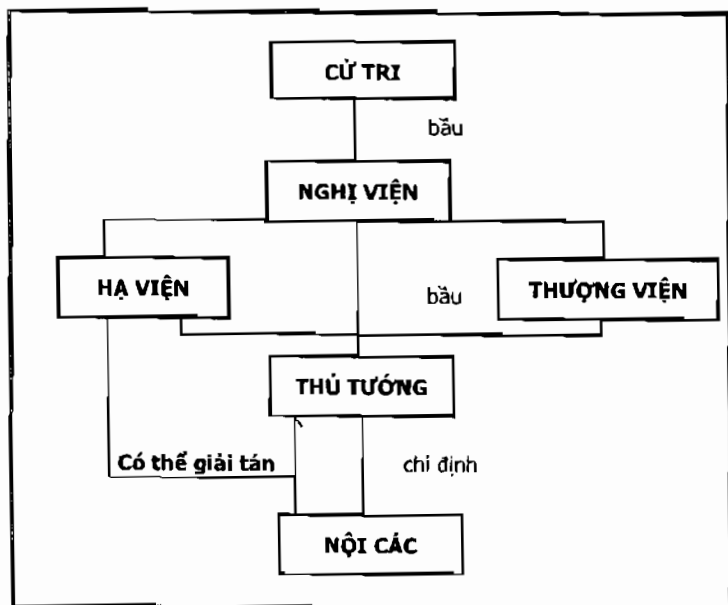 CỬ TRI
bầu
NGHỊ VIỆN
HẠ VIỆN
bầu
THƯỢNG VIỆN
THỦ TƯỚNG
Có thể giải tán
chỉ định
NỘI CÁC